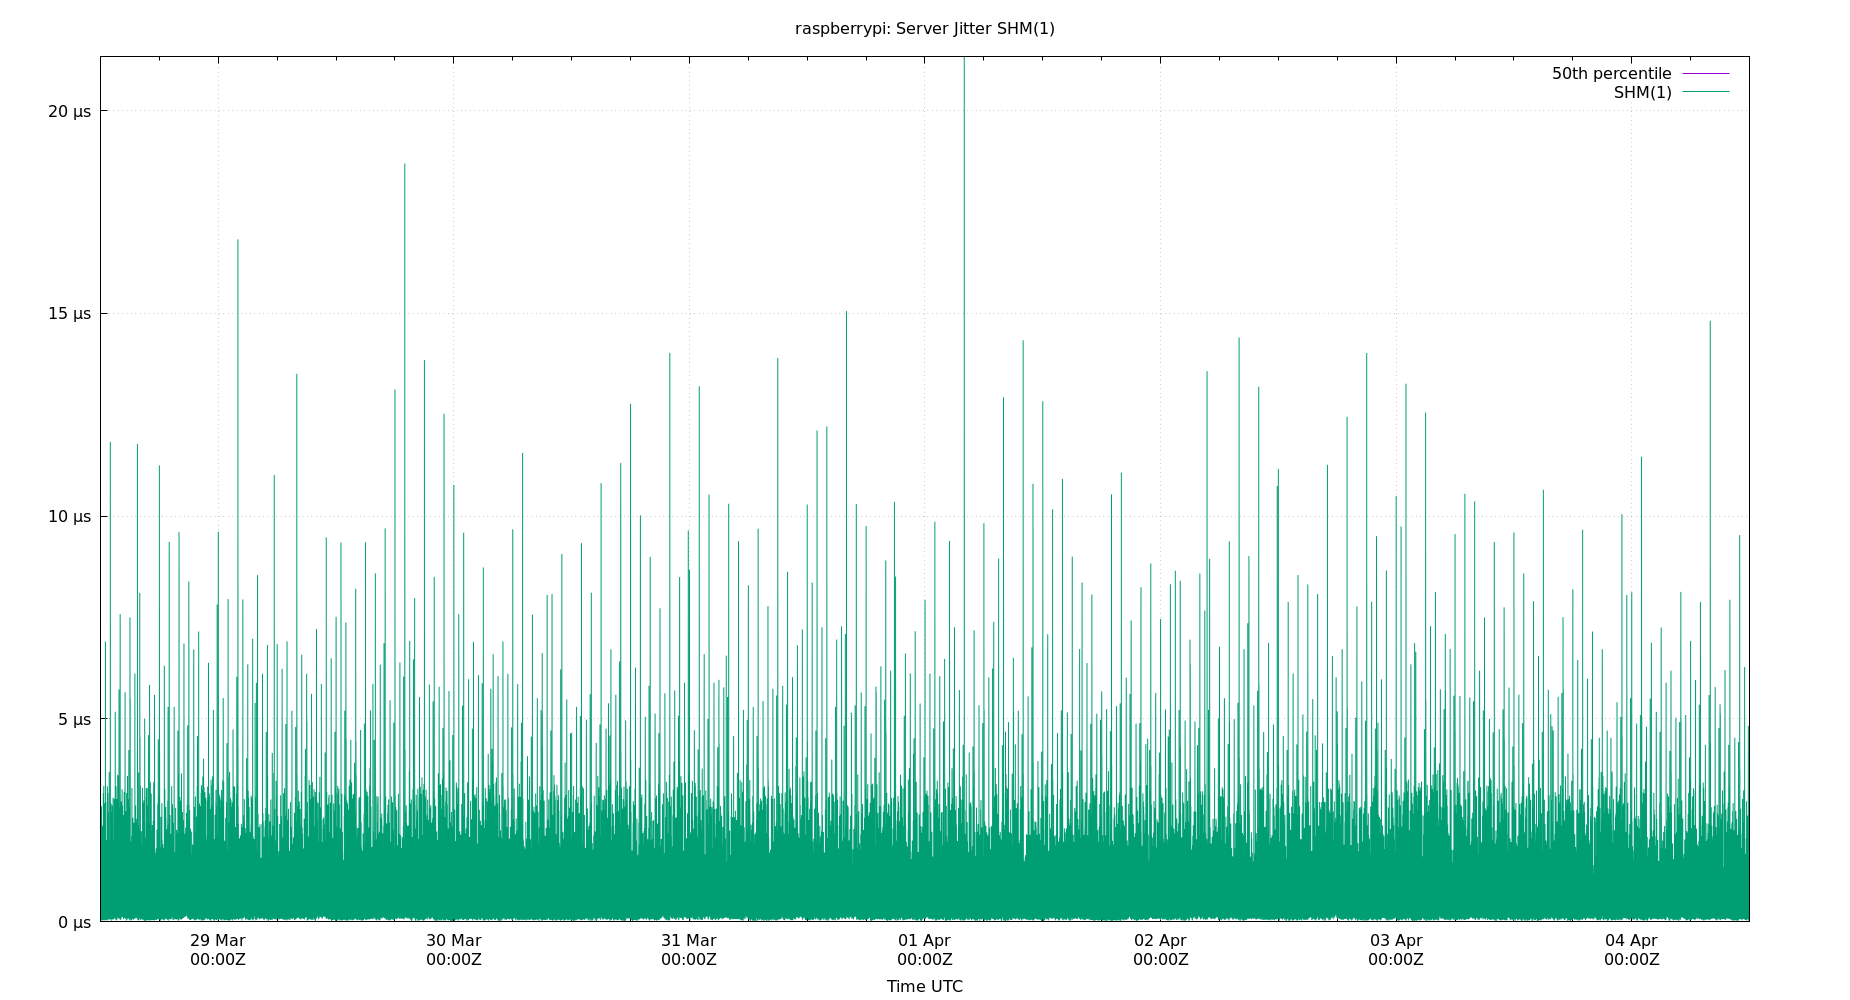 raspberrypi: Server Jitter SHM(1)
50th percentile
SHM(1)
20 µs
15 µs
10 µs
5 µs
0 µs
29 Mar 30 Mar 31 Mar 01 Apr 02 Apr 03 Apr 04 Apr
00:00Z 00:00Z 00:00Z 00:00Z 00:00Z 00:00Z 00:00Z
Time UTC